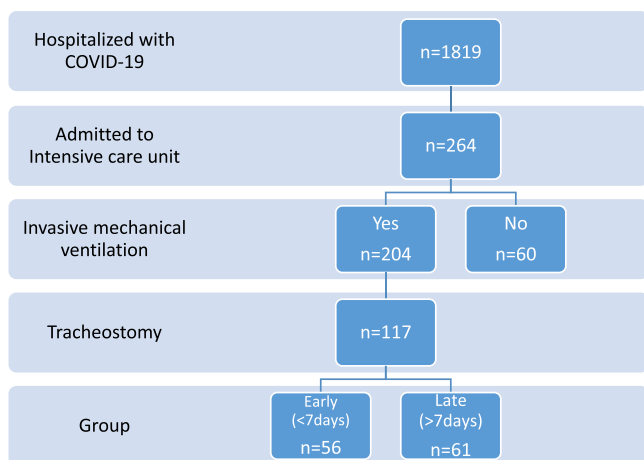 Hospitalized with
COVID-19
n=1819
Admitted to
Intensive care unit
n=264
Invasive mechanical
ventilation
Yes
n=204
No
n=60
Tracheostomy
n=117
Group
Early
(<7days)
n=56
Late
(>7days)
n=61